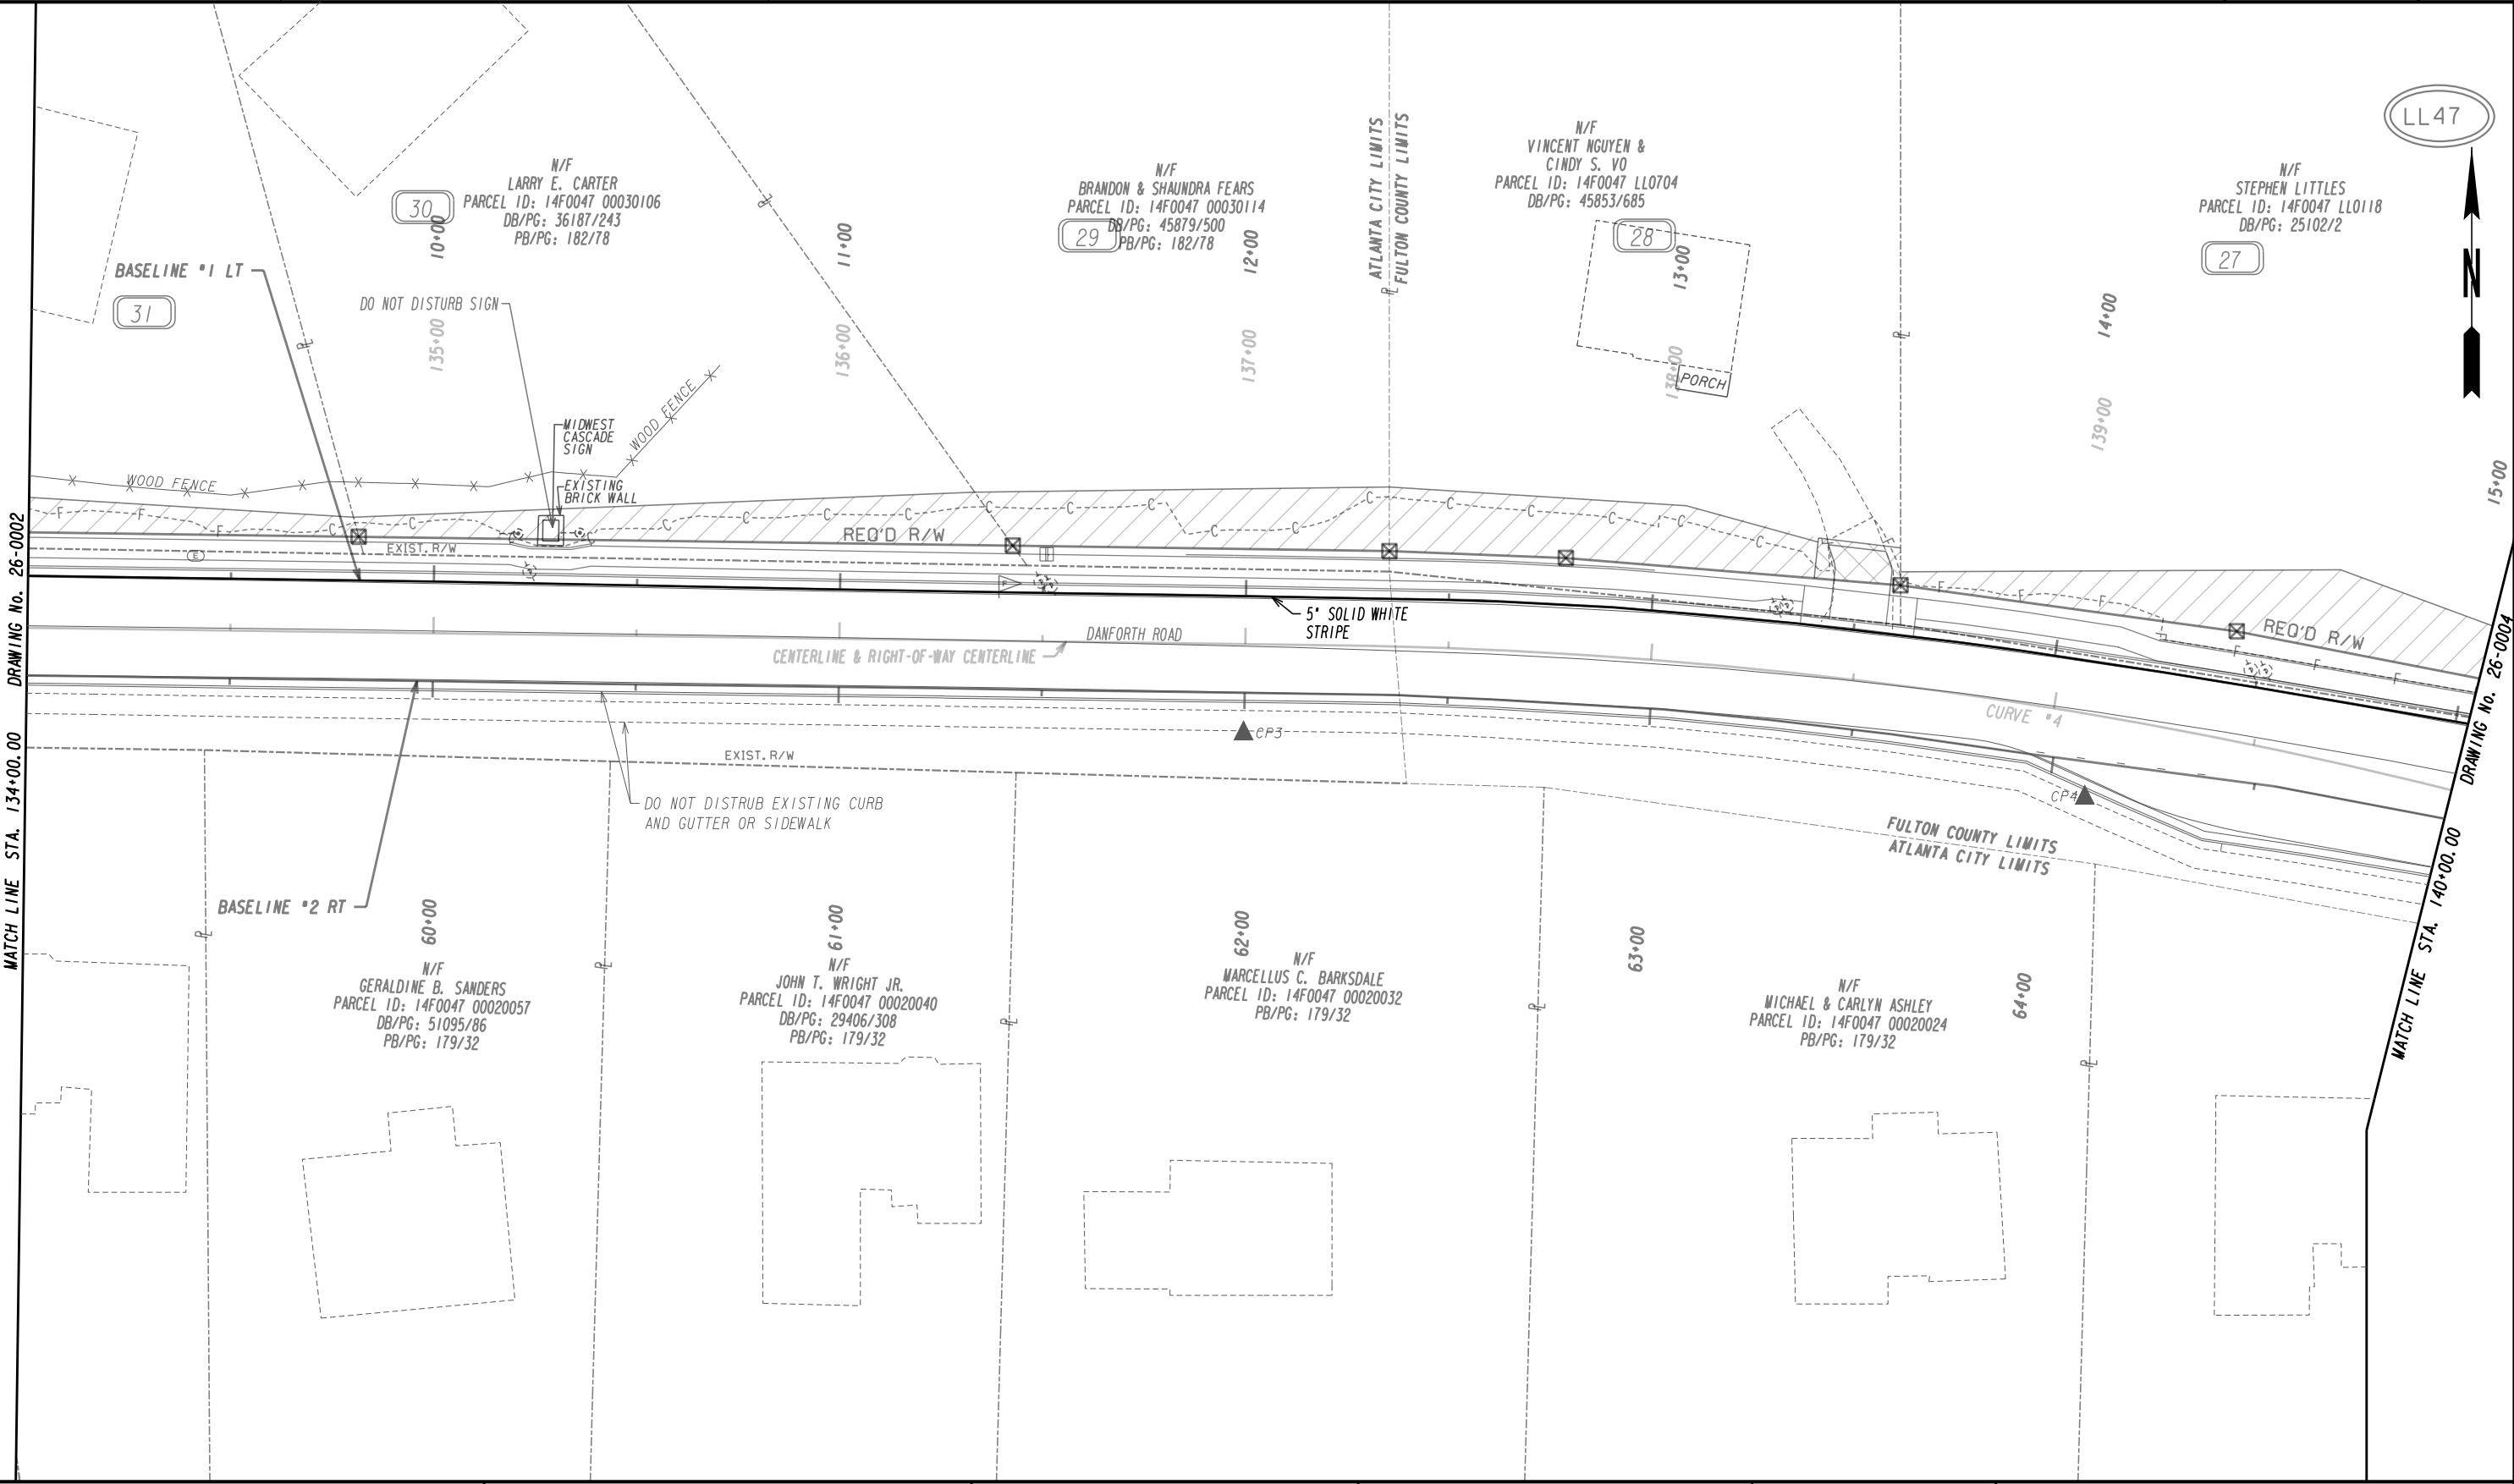 LL47
N/F
LARRY E. CARTER
PARCEL ID: 14F0047 00030106
DB/PG: 36187/243
PB/PG: 182/78
30
N/F
BRANDON & SHAUNDRA FEARS
PARCEL ID: 14F0047 00030114
DB/PG: 45879/500
PB/PG: 182/78
29
ATLANTA CITY LIMITS
FULTON COUNTY LIMITS
N/F
VINCENT NGUYEN &
CINDY S. VO
PARCEL ID: 14F0047 LL0704
DB/PG: 45853/685
28
N/F
STEPHEN LITTLES
PARCEL ID: 14F0047 LL0118
DB/PG: 25102/2
27
N
10+00
11+00
12+00
13+00
14+00
15+00
BASELINE #1 LT
31
DO NOT DISTURB SIGN
135+00
136+00
137+00
138+00
139+00
PORCH
MIDWEST
CASCADE
SIGN
WOOD FENCE
WOOD FENCE
EXISTING
BRICK WALL
REQ'D R/W
EXIST. R/W
5" SOLID WHITE
STRIPE
REQ'D R/W
DANFORTH ROAD
CENTERLINE & RIGHT-OF-WAY CENTERLINE
CURVE #4
CP3
EXIST. R/W
CP4
DO NOT DISTRUB EXISTING CURB
AND GUTTER OR SIDEWALK
FULTON COUNTY LIMITS
ATLANTA CITY LIMITS
BASELINE #2 RT
60+00
61+00
62+00
63+00
64+00
N/F
GERALDINE B. SANDERS
PARCEL ID: 14F0047 00020057
DB/PG: 51095/86
PB/PG: 179/32
N/F
JOHN T. WRIGHT JR.
PARCEL ID: 14F0047 00020040
DB/PG: 29406/308
PB/PG: 179/32
N/F
MARCELLUS C. BARKSDALE
PARCEL ID: 14F0047 00020032
PB/PG: 179/32
N/F
MICHAEL & CARLYN ASHLEY
PARCEL ID: 14F0047 00020024
PB/PG: 179/32
MATCH LINE STA. 134+00.00 DRAWING No. 26-0002
MATCH LINE STA. 140+00.00 DRAWING No. 26-0004